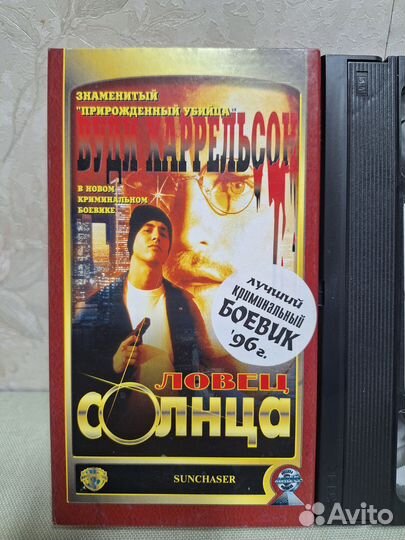 ЗНАМЕНИТЫЙ
"ПРИРОЖДЕННЫЙ УБИЙЦА"
ВУДИ ХАРРЕЛЬСОН
В НОВОМ
КРИМИНАЛЬНОМ
БОЕВИКЕ
ЛУЧШИЙ
КРИМИНАЛЬНЫЙ
БОЕВИК
'96 г.
ЛОВЕЦ
СОЛНЦА
SUNCHASER
Avito